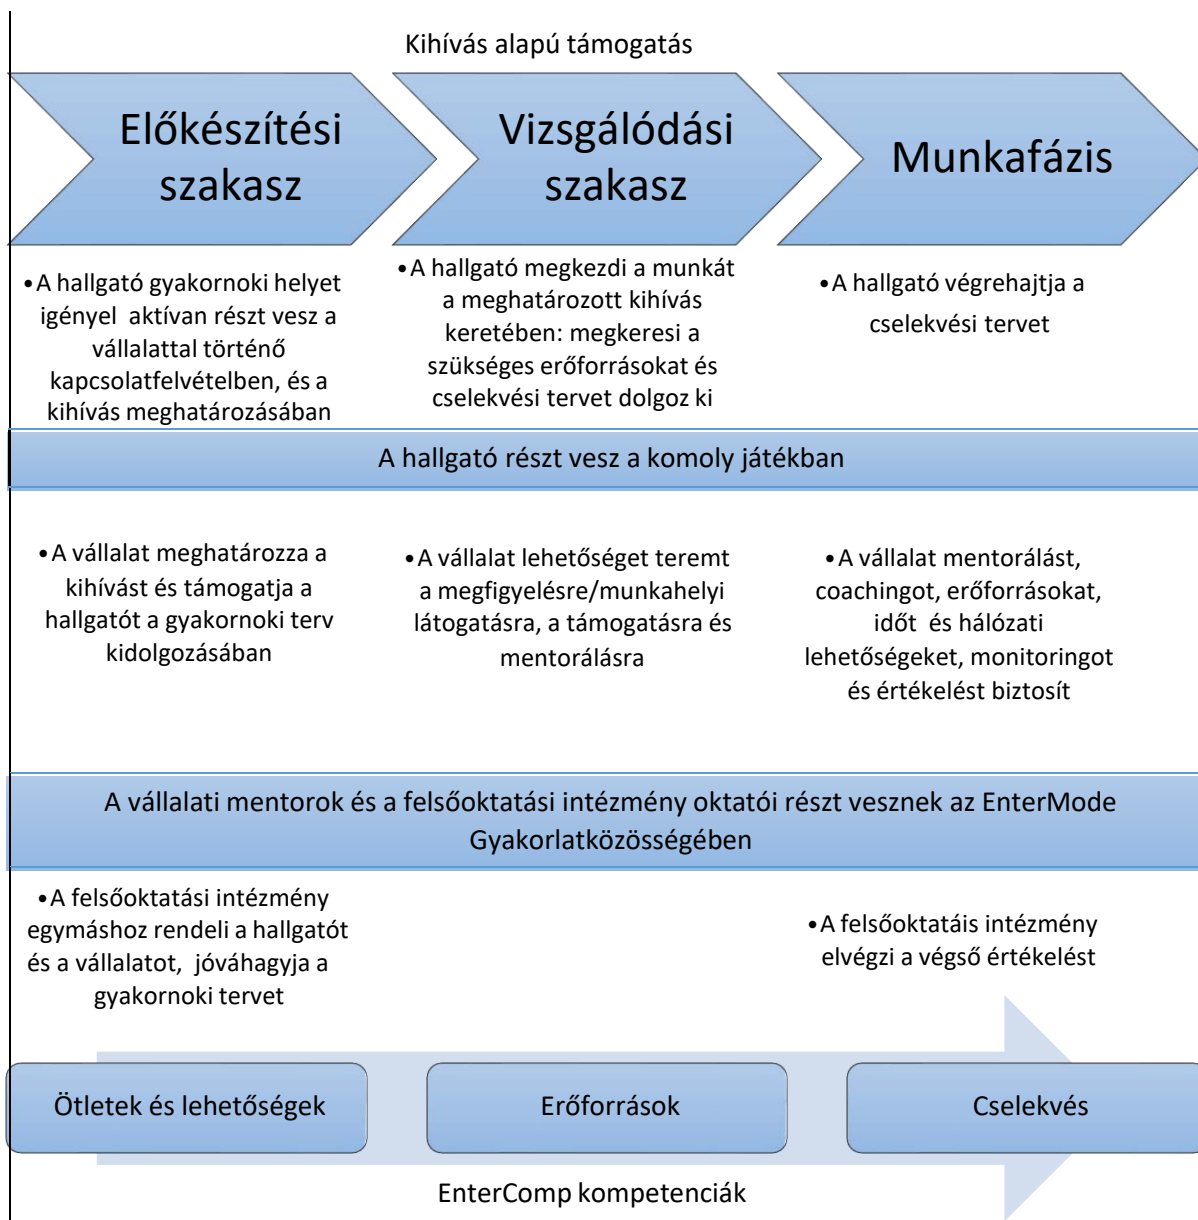 Kihívás alapú támogatás
Előkészítési
szakasz
Vizsgálódási
szakasz
Munkafázis
•A hallgató gyakornoki helyet
igényel aktívan részt vesz a
vállalattal történő
kapcsolatfelvételben, és a
kihívás meghatározásában
•A hallgató megkezdi a munkát
a meghatározott kihívás
keretében: megkeresi a
szükséges erőforrásokat és
cselekvési tervet dolgoz ki
•A hallgató végrehajtja a
cselekvési tervet
A hallgató részt vesz a komoly játékban
•A vállalat meghatározza a
kihívást és támogatja a
hallgatót a gyakornoki terv
kidolgozásában
•A vállalat lehetőséget teremt
a megfigyelésre/munkahelyi
látogatásra, a támogatásra és
mentorálásra
•A vállalat mentorálást,
coachingot, erőforrásokat,
időt és hálózati
lehetőségeket, monitoringot
és értékelést biztosít
A vállalati mentorok és a felsőoktatási intézmény oktatói részt vesznek az EnterMode
Gyakorlatközösségében
•A felsőoktatási intézmény
egymáshoz rendeli a hallgatót
és a vállalatot, jóváhagyja a
gyakornoki tervet
•A felsőoktatáis intézmény
elvégzi a végső értékelést
Ötletek és lehetőségek
Erőforrások
Cselekvés
EnterComp kompetenciák